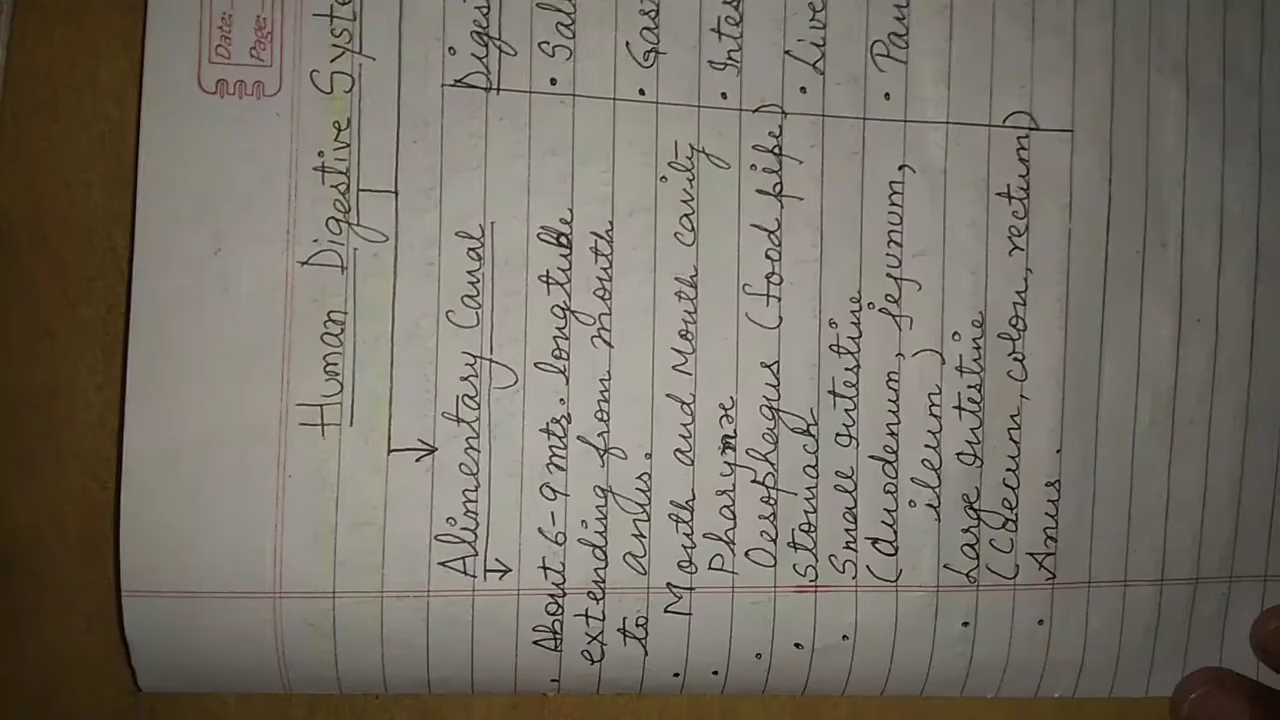 Date:
Page:
Human Digestive Syste
Alimentary Canal
. About 6-9 mts. long tube
extending from mouth
to anus.
• Mouth and Mouth cavity
• Pharynx
• Oesophagus (food pipe)
• Stomach
• Small intestine
(duodenum, jejunum,
ileum)
• Large intestine
(Caecum, colon, rectum)
• Anus.
Diges
• Sal
• Gas
• Intes
• Live
• Pan